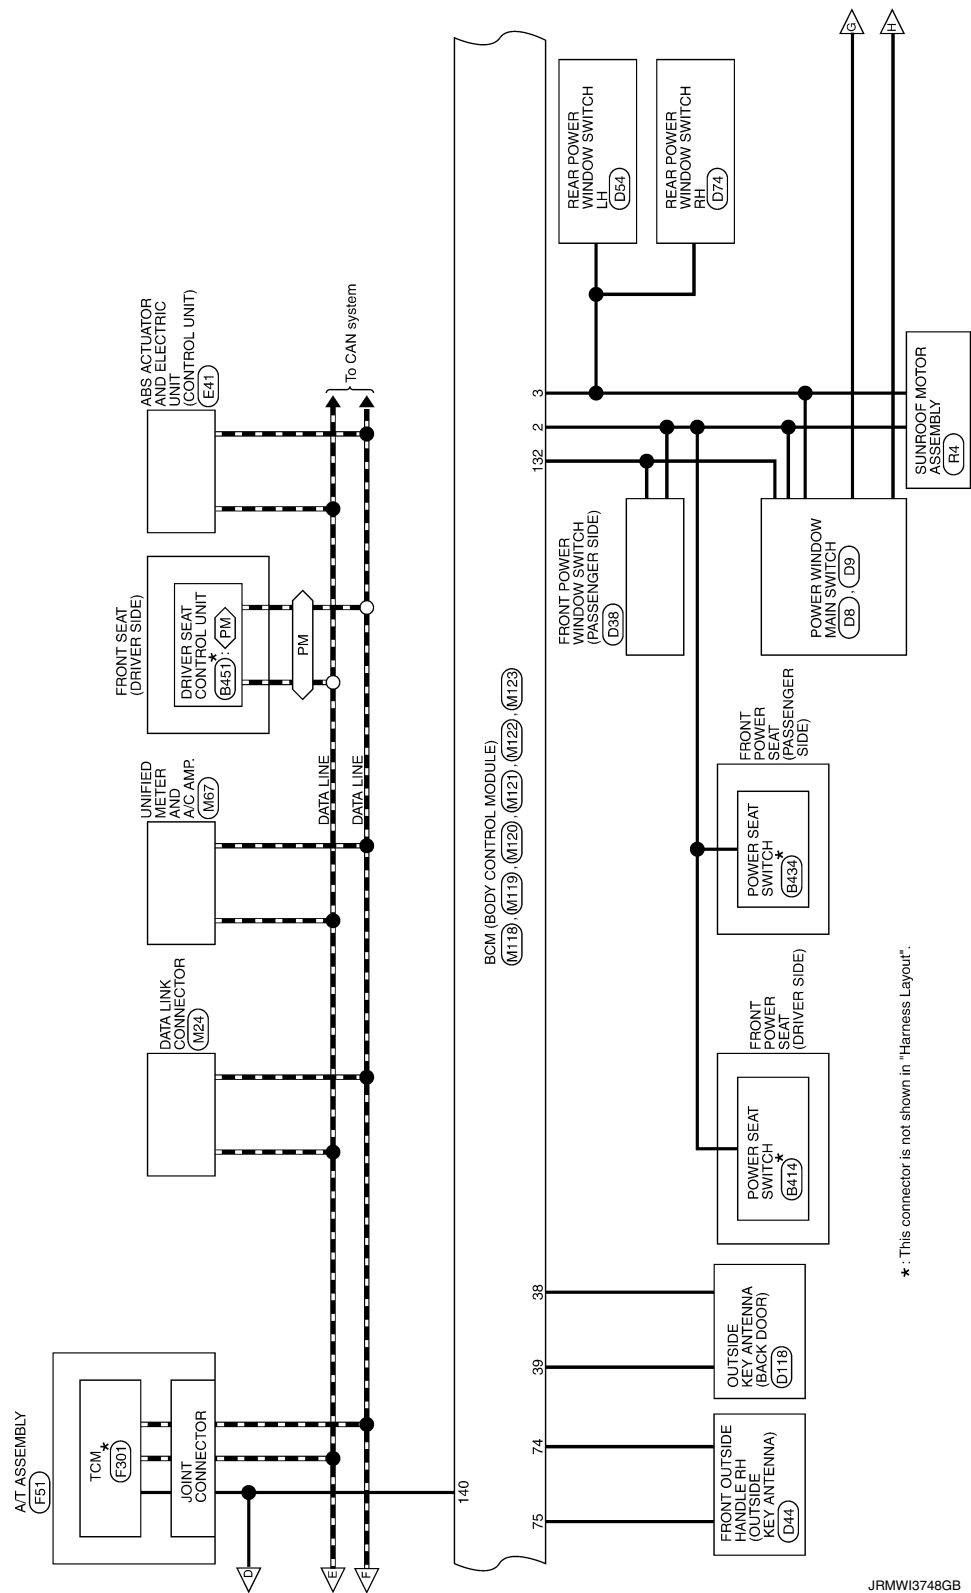 A/T ASSEMBLY
F51
TCM
*
F301
JOINT
CONNECTOR
D
E
F
DATA LINK
CONNECTOR
M24
UNIFIED
METER
AND
A/C AMP.
M67
DATA LINE
DATA LINE
FRONT SEAT
(DRIVER SIDE)
DRIVER SEAT
CONTROL UNIT
*
B451 : PM
PM
ABS ACTUATOR
AND ELECTRIC
UNIT
(CONTROL UNIT)
E41
To CAN system
140
BCM (BODY CONTROL MODULE)
M118 , M119 , M120 , M121 , M122 , M123
75
74
39
38
132
2
3
FRONT OUTSIDE
HANDLE RH
(OUTSIDE
KEY ANTENNA)
D44
OUTSIDE
KEY ANTENNA
(BACK DOOR)
D118
FRONT
POWER
SEAT
(DRIVER SIDE)
POWER SEAT
SWITCH
*
B414
FRONT
POWER
SEAT
(PASSENGER
SIDE)
POWER SEAT
SWITCH
*
B434
FRONT POWER
WINDOW SWITCH
(PASSENGER SIDE)
D38
POWER WINDOW
MAIN SWITCH
D8 , D9
REAR POWER
WINDOW SWITCH
LH
D54
REAR POWER
WINDOW SWITCH
RH
D74
SUNROOF MOTOR
ASSEMBLY
R4
G
H
* : This connector is not shown in "Harness Layout".
JRMWI3748GB